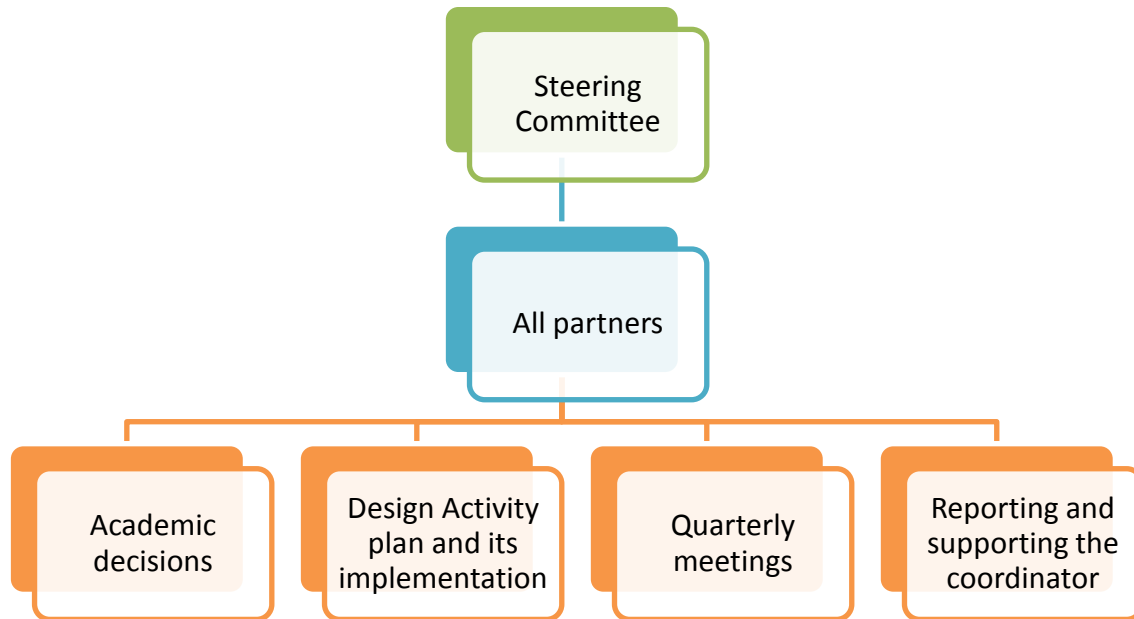 Steering
Committee
All partners
Academic
decisions
Design Activity
plan and its
implementation
Quarterly
meetings
Reporting and
supporting the
coordinator